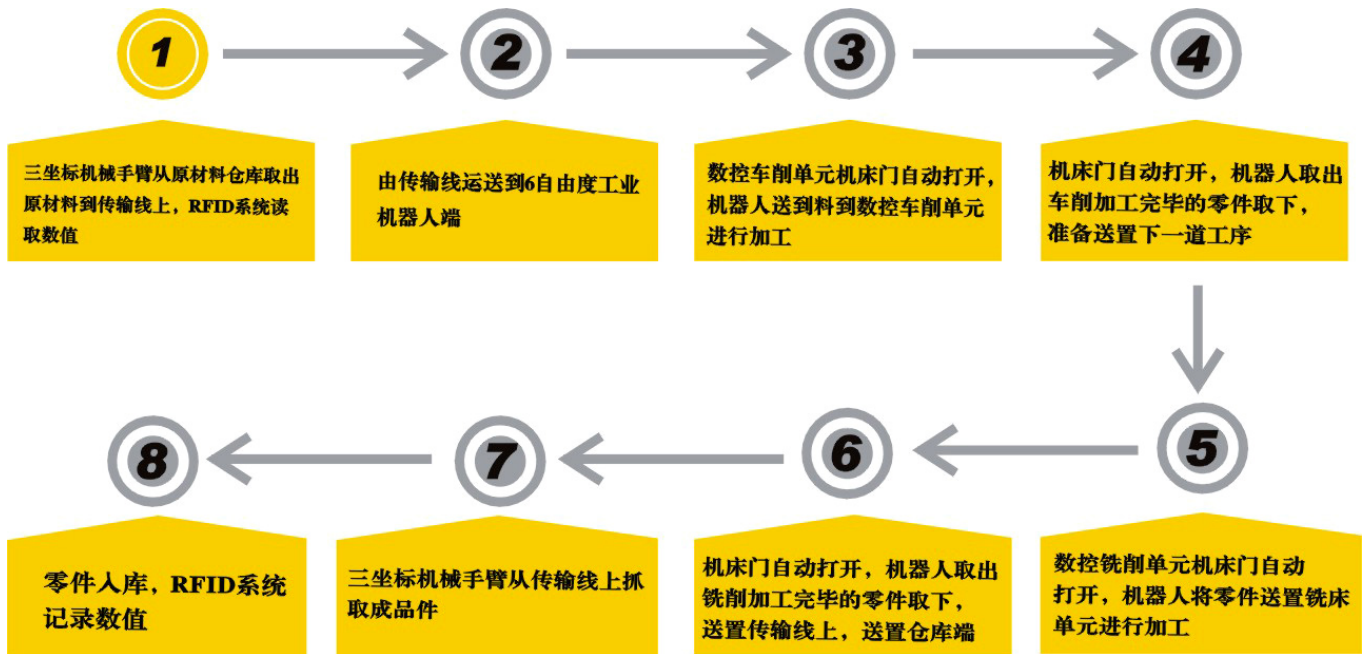 1
三坐标机械手臂从原材料仓库取出
原材料到传输线上，RFID系统读
取数值
2
由传输线运送到6自由度工业
机器人端
3
数控车削单元机床门自动打开，
机器人送到料到数控车削单元
进行加工
4
机床门自动打开，机器人取出
车削加工完毕的零件取下，
准备送置下一道工序
5
数控铣削单元机床门自动
打开，机器人将零件送置铣床
单元进行加工
6
机床门自动打开，机器人取出
铣削加工完毕的零件取下，
送置传输线上，送置仓库端
7
三坐标机械手臂从传输线上抓
取成品件
8
零件入库，RFID系统
记录数值